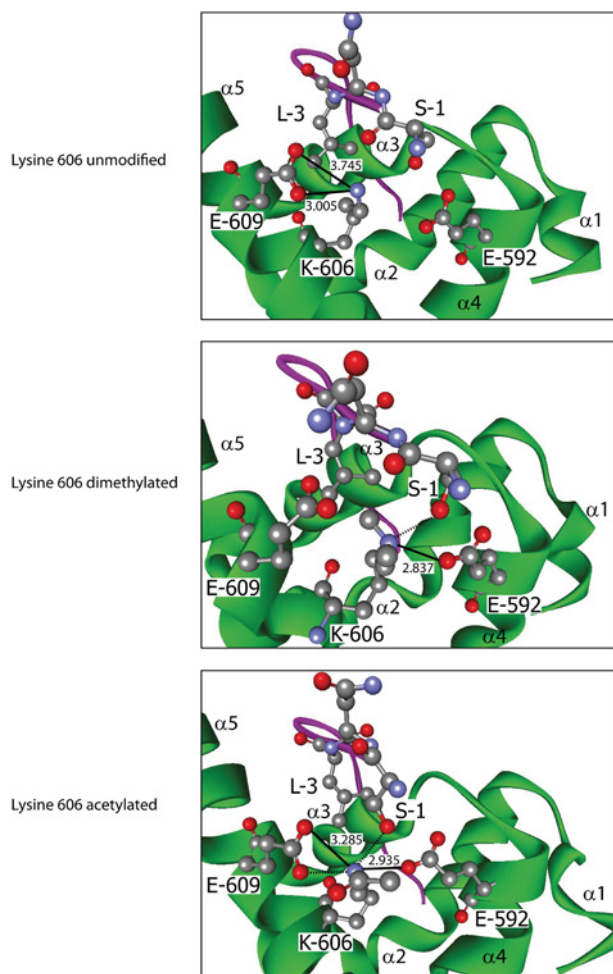 Lysine 606 unmodified
α5
L-3
S-1
α3
3.745
3.005
E-609
K-606
α2
E-592
α1
α4
Lysine 606 dimethylated
α5
α3
L-3
S-1
α1
2.837
E-609
α2
E-592
K-606
α4
Lysine 606 acetylated
α5
L-3
α3
S-1
3.285
2.935
E-609
E-592
α1
K-606
α2
α4